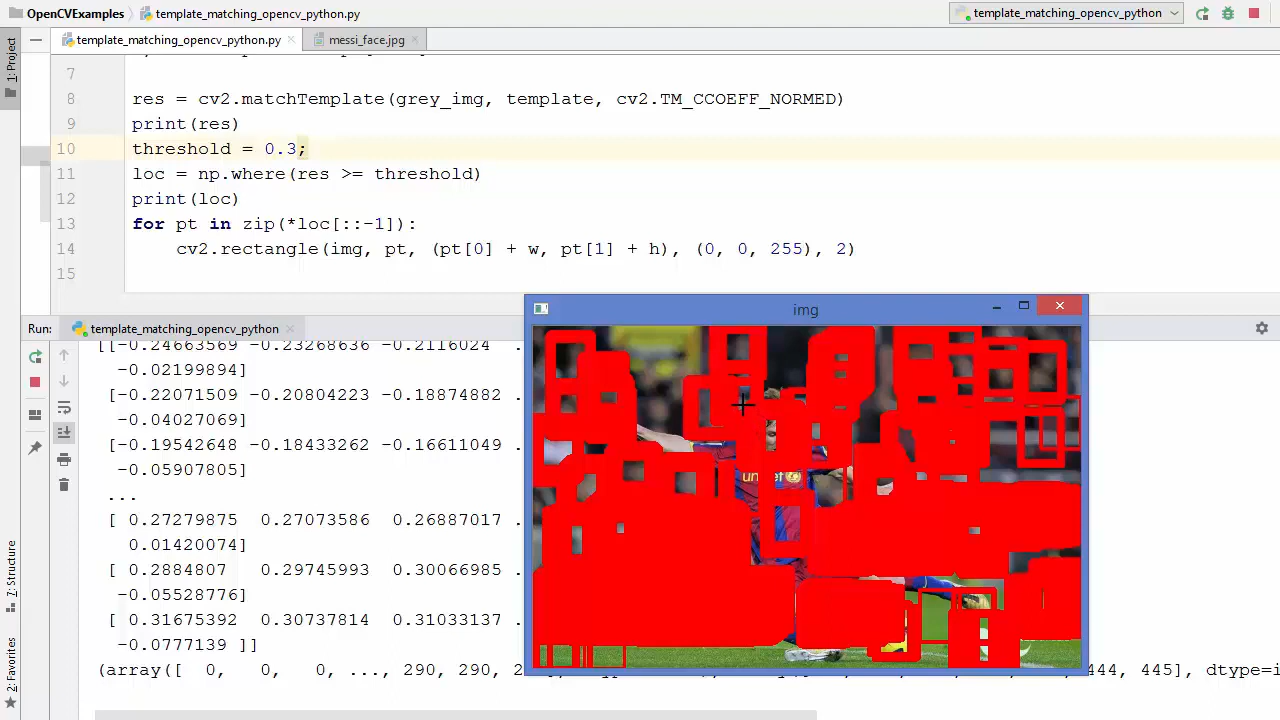 OpenCVExamples template_matching_opencv_python.py template_matching_opencv_python
template_matching_opencv_python.py messi_face.jpg
1: Project
7
8 res = cv2.matchTemplate(grey_img, template, cv2.TM_CCOEFF_NORMED)
9 print(res)
10 threshold = 0.3;
11 loc = np.where(res >= threshold)
12 print(loc)
13 for pt in zip(*loc[::-1]):
14 cv2.rectangle(img, pt, (pt[0] + w, pt[1] + h), (0, 0, 255), 2)
15
img
Run: template_matching_opencv_python
[[-0.24663569 -0.23268636 -0.2116024 .
-0.02199894]
[-0.22071509 -0.20804223 -0.18874882 .
-0.04027069]
[-0.19542648 -0.18433262 -0.16611049 .
-0.05907805]
...
[ 0.27279875 0.27073586 0.26887017 .
0.01420074]
[ 0.2884807 0.29745993 0.30066985 .
-0.05528776]
[ 0.31675392 0.30737814 0.31033137 .
-0.0777139 ]]
(array([ 0, 0, 0, ..., 290, 290, 2 444, 445], dtype=i
unicef
Z: Structure
2: Favorites